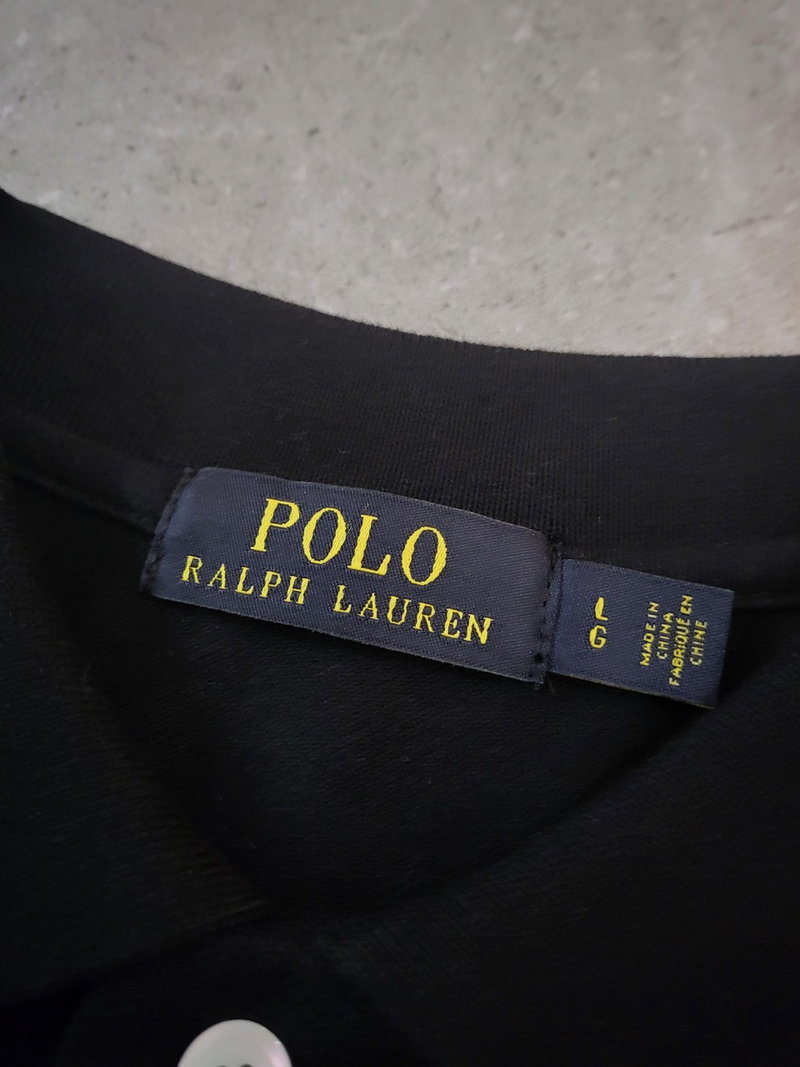 POLO
RALPH LAUREN
L
G
MADE IN
CHINA
FABRIQUÉ EN
CHINE